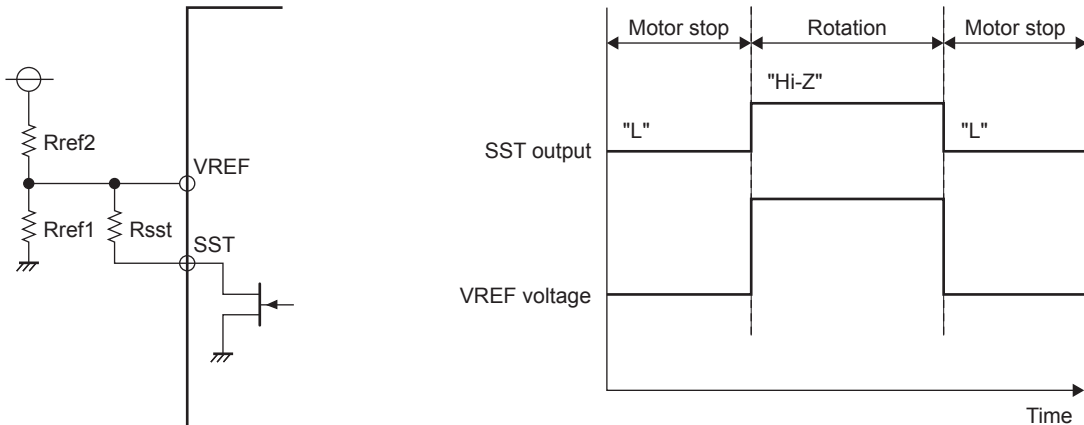 Rref2
VREF
Rref1
Rsst
SST
Motor stop
Rotation
Motor stop
"Hi-Z"
"L"
"L"
SST output
VREF voltage
Time